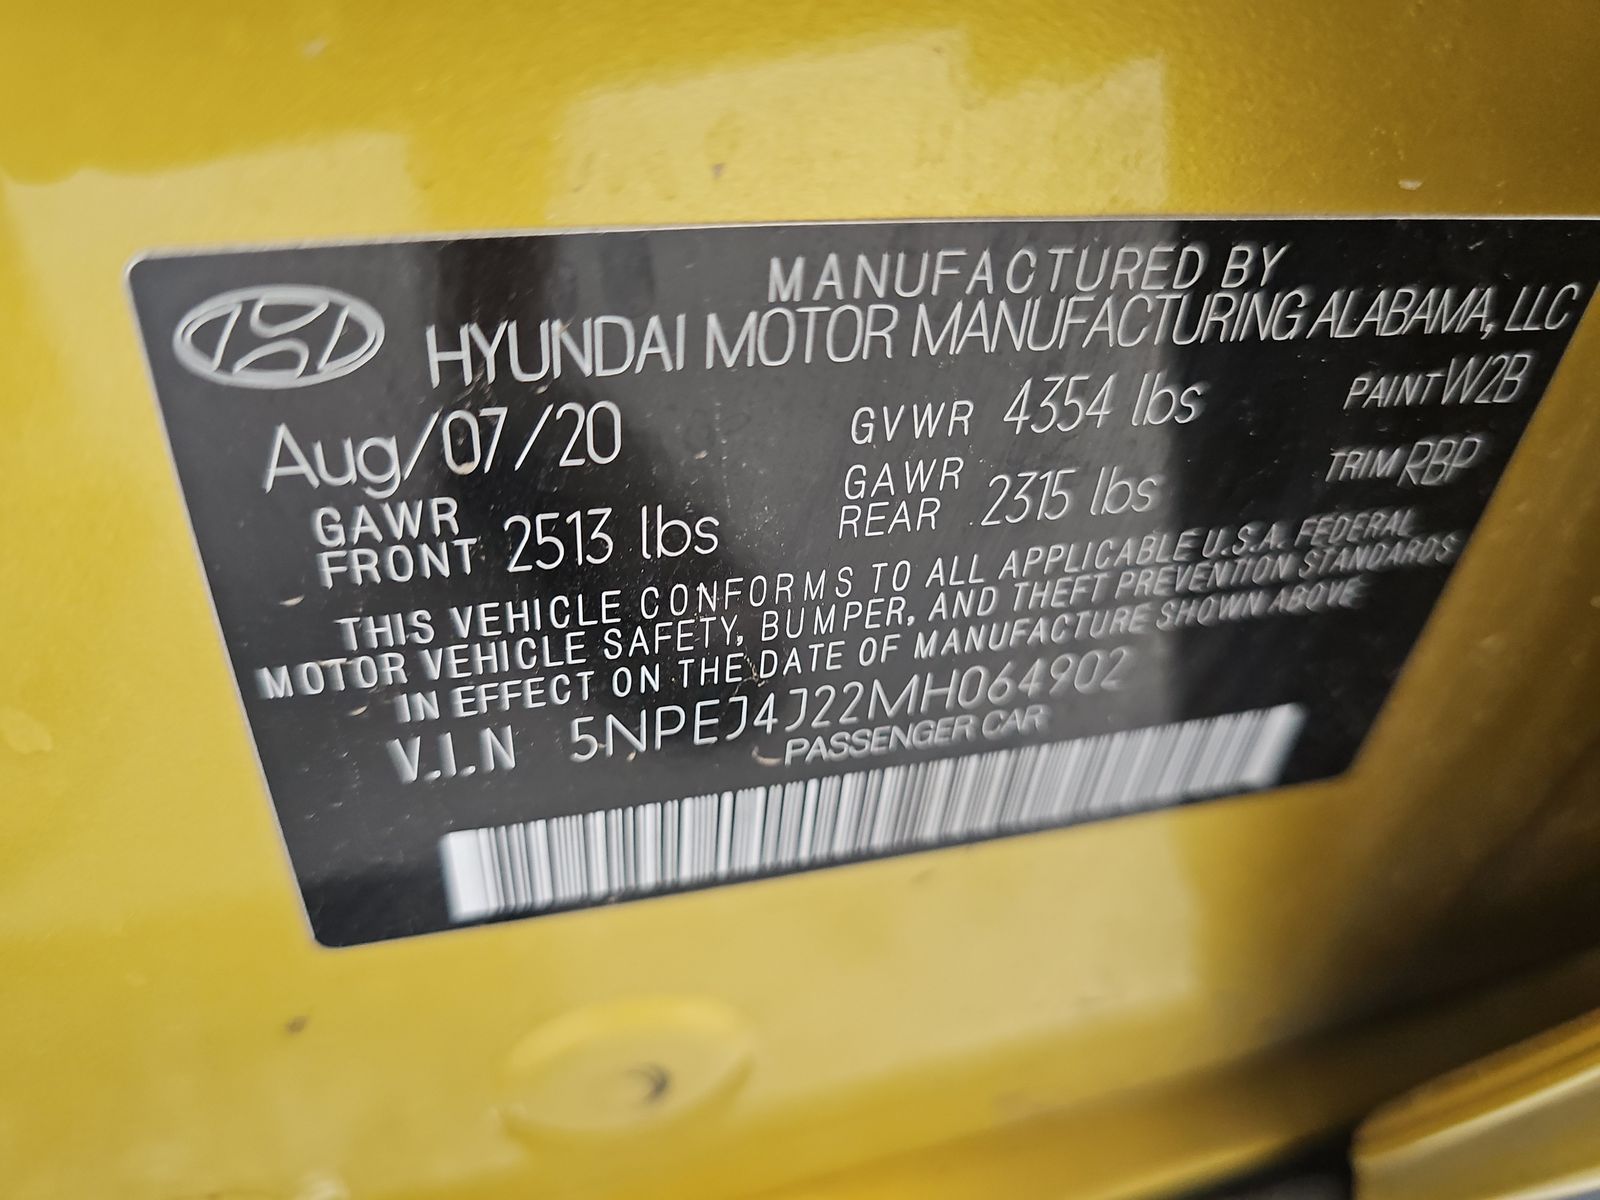 MANUFACTURED BY
HYUNDAI MOTOR MANUFACTURING ALABAMA, LLC
Aug/07/20 GVWR 4354 lbs PAINT W2B
GAWR FRONT 2513 lbs GAWR REAR 2315 lbs TRIM RBP
THIS VEHICLE CONFORMS TO ALL APPLICABLE U.S.A. FEDERAL
MOTOR VEHICLE SAFETY, BUMPER, AND THEFT PREVENTION STANDARDS
IN EFFECT ON THE DATE OF MANUFACTURE SHOWN ABOVE
V.I.N 5NPEJ4J22MH064902
PASSENGER CAR